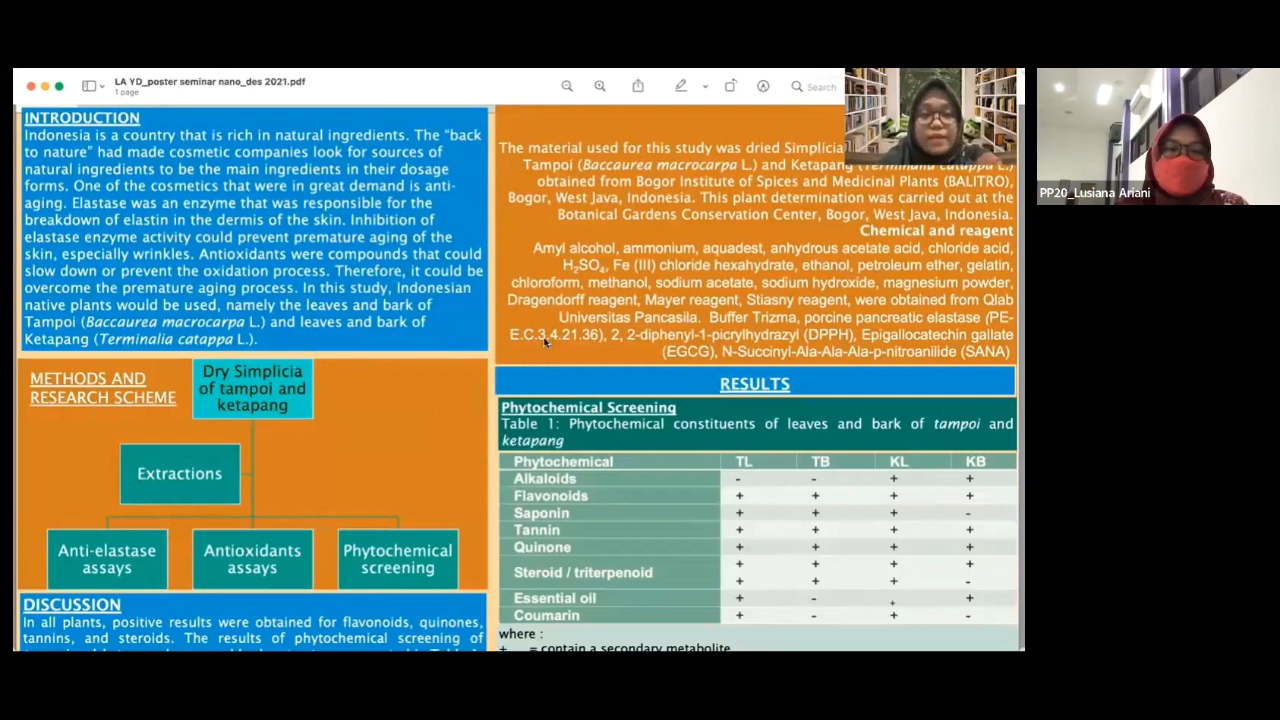 LA YD_poster seminar nano_des 2021.pdf
1 page
Search
PP20_Lusiana Ariani
INTRODUCTION
Indonesia is a country that is rich in natural ingredients. The "back
to nature" had made cosmetic companies look for sources of
natural ingredients to be the main ingredients in their dosage
forms. One of the cosmetics that were in great demand is anti-
aging. Elastase was an enzyme that was responsible for the
breakdown of elastin in the dermis of the skin. Inhibition of
elastase enzyme activity could prevent premature aging of the
skin, especially wrinkles. Antioxidants were compounds that could
slow down or prevent the oxidation process. Therefore, it could be
overcome the premature aging process. In this study, Indonesian
native plants would be used, namely the leaves and bark of
Tampoi (Baccaurea macrocarpa L.) and leaves and bark of
Ketapang (Terminalia catappa L.).
METHODS AND
RESEARCH SCHEME
Dry Simplicia
of tampoi and
ketapang
Extractions
Anti-elastase
assays
Antioxidants
assays
Phytochemical
screening
DISCUSSION
In all plants, positive results were obtained for flavonoids, quinones,
tannins, and steroids. The results of phytochemical screening of
The material used for this study was dried Simplicia
Tampoi (Baccaurea macrocarpa L.) and Ketapang (Terminalia catappa L.)
obtained from Bogor Institute of Spices and Medicinal Plants (BALITRO),
Bogor, West Java, Indonesia. This plant determination was carried out at the
Botanical Gardens Conservation Center, Bogor, West Java, Indonesia.
Chemical and reagent
Amyl alcohol, ammonium, aquadest, anhydrous acetate acid, chloride acid,
H₂SO₄, Fe (III) chloride hexahydrate, ethanol, petroleum ether, gelatin,
chloroform, methanol, sodium acetate, sodium hydroxide, magnesium powder,
Dragendorff reagent, Mayer reagent, Stiasny reagent, were obtained from Qlab
Universitas Pancasila. Buffer Trizma, porcine pancreatic elastase (PE-
E.C.3.4.21.36), 2, 2-diphenyl-1-picrylhydrazyl (DPPH), Epigallocatechin gallate
(EGCG), N-Succinyl-Ala-Ala-Ala-p-nitroanilide (SANA)
RESULTS
Phytochemical Screening
Table 1: Phytochemical constituents of leaves and bark of tampoi and
ketapang
Phytochemical TL TB KL KB
Alkaloids - - + +
Flavonoids + + + +
Saponin + + + -
Tannin + + + +
Quinone + + + +
Steroid / triterpenoid + + + +
+ + + -
Essential oil + - + +
Coumarin + - + -
where :
+ = contain a secondary metabolite